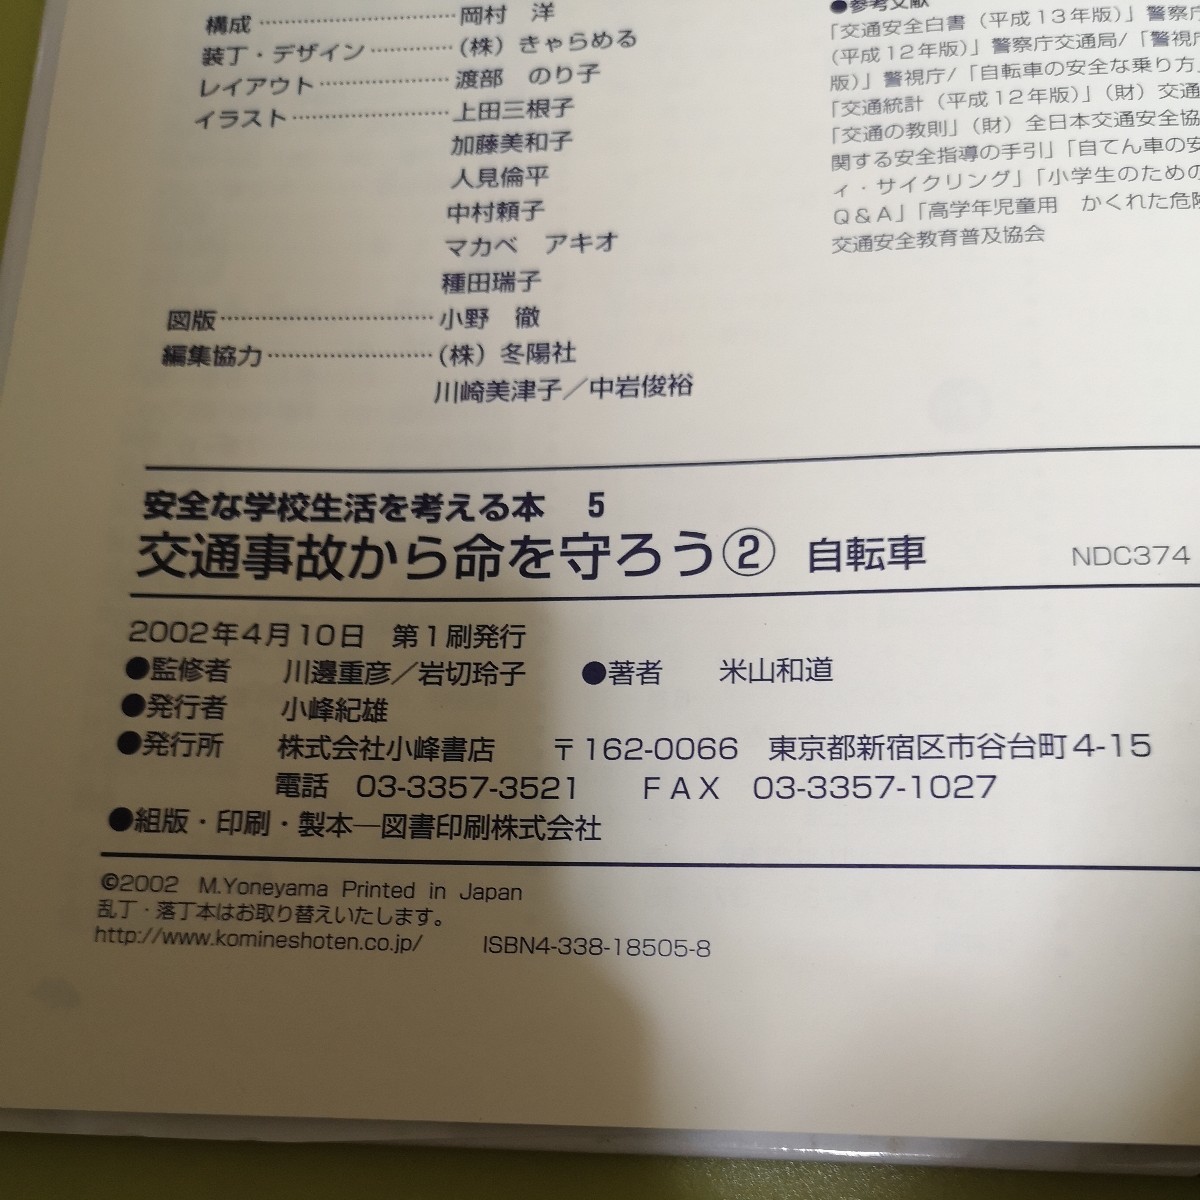 構成…………………………岡村　洋
装丁・デザイン…………(株)きゃらめる
レイアウト…………………渡部　のり子
イラスト……………………上田三根子
加藤美和子
人見倫平
中村頼子
マカベ　アキオ
種田瑞子
図版…………………………小野　徹
編集協力……………………(株)冬陽社
川崎美津子／中岩俊裕
●参考文献
「交通安全白書（平成13年版）」警察庁
(平成12年版)」警察庁交通局/「警視庁
版)」警視庁/「自転車の安全な乗り方」
「交通統計（平成12年版)」(財）交通
「交通の教則」(財）全日本交通安全協
関する安全指導の手引」「自てん車の安
ィ・サイクリング」「小学生のための
Q&A」「高学年児童用　かくれた危険
交通安全教育普及協会
安全な学校生活を考える本　5
交通事故から命を守ろう②　自転車　NDC374
2002年4月10日　第1刷発行
●監修者　川邊重彦／岩切玲子　●著者　米山和道
●発行者　小峰紀雄
●発行所　株式会社小峰書店　〒162-0066　東京都新宿区市谷台町4-15
電話　03-3357-3521　FAX　03-3357-1027
●組版・印刷・製本─図書印刷株式会社
©2002　M.Yoneyama Printed in Japan
乱丁・落丁本はお取り替えいたします。
http://www.komineshoten.co.jp/　ISBN4-338-18505-8